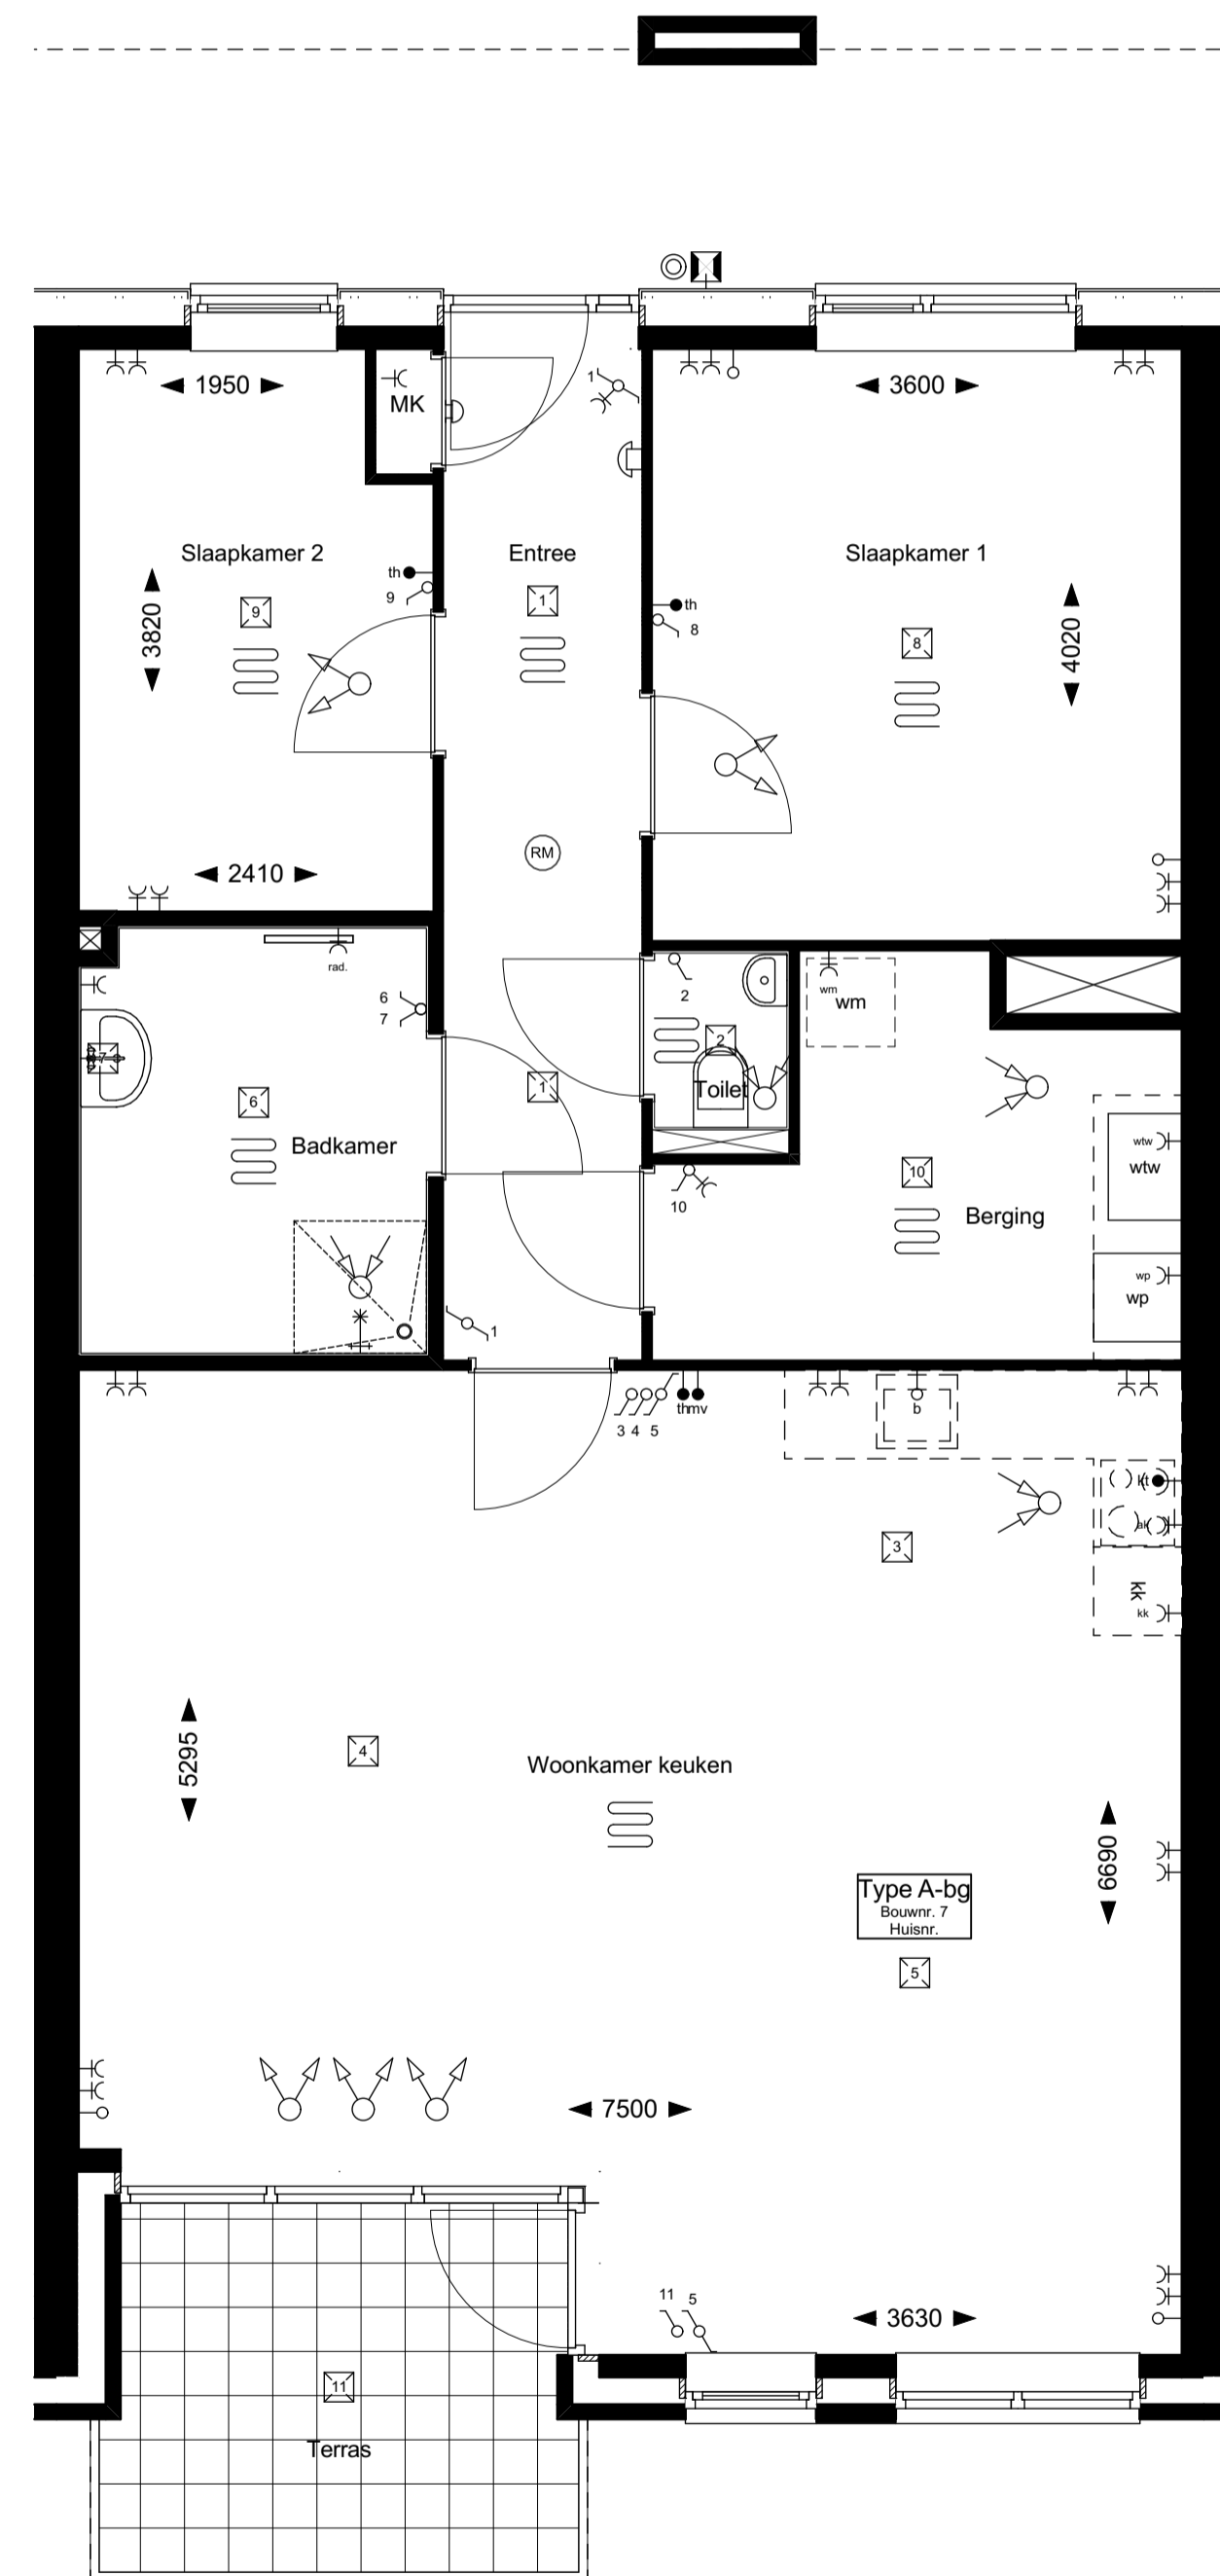 1950
MK
1
3600
Slaapkamer 2
Entree
Slaapkamer 1
th
9
9
1
th
8
8
3820
4020
RM
2410
rad.
6
7
2
wm
wm
7
2
Toilet
6
1
Badkamer
10
wtw
wtw
10
Berging
wp
wp
1
3 4 5
thmv
b
kt
ak
3
kk
kk
5295
4
Woonkamer keuken
6690
Type A-bg
Bouwnr. 7
Huisnr.
5
7500
11 5
3630
11
Terras